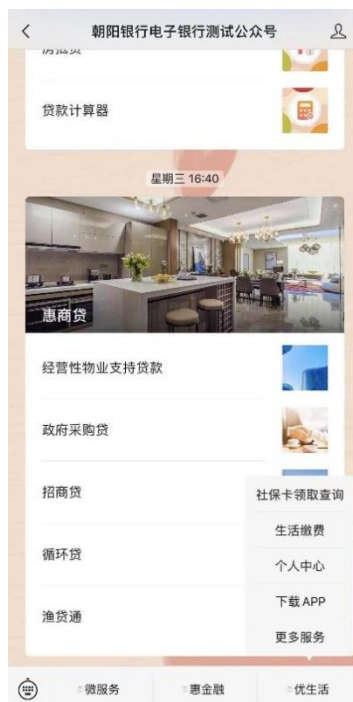 朝阳银行电子银行测试公众号
房抵贷
贷款计算器
星期三 16:40
惠商贷
经营性物业支持贷款
政府采购贷
招商贷
循环贷
渔贷通
社保卡领取查询
生活缴费
个人中心
下载 APP
更多服务
微服务
惠金融
优生活